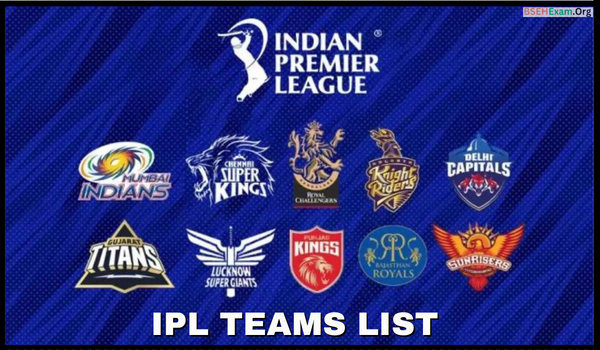 BSEHExam.Org
INDIAN
PREMIER
LEAGUE
®
MUMBAI
INDIANS
CHENNAI
SUPER
KINGS
ROYAL
CHALLENGERS
Knight
Riders
DELHI
CAPITALS
GUJARAT
TITANS
LUCKNOW
SUPER GIANTS
PUNJAB
KINGS
RR
RAJASTHAN
ROYALS
SUNRISERS
IPL TEAMS LIST